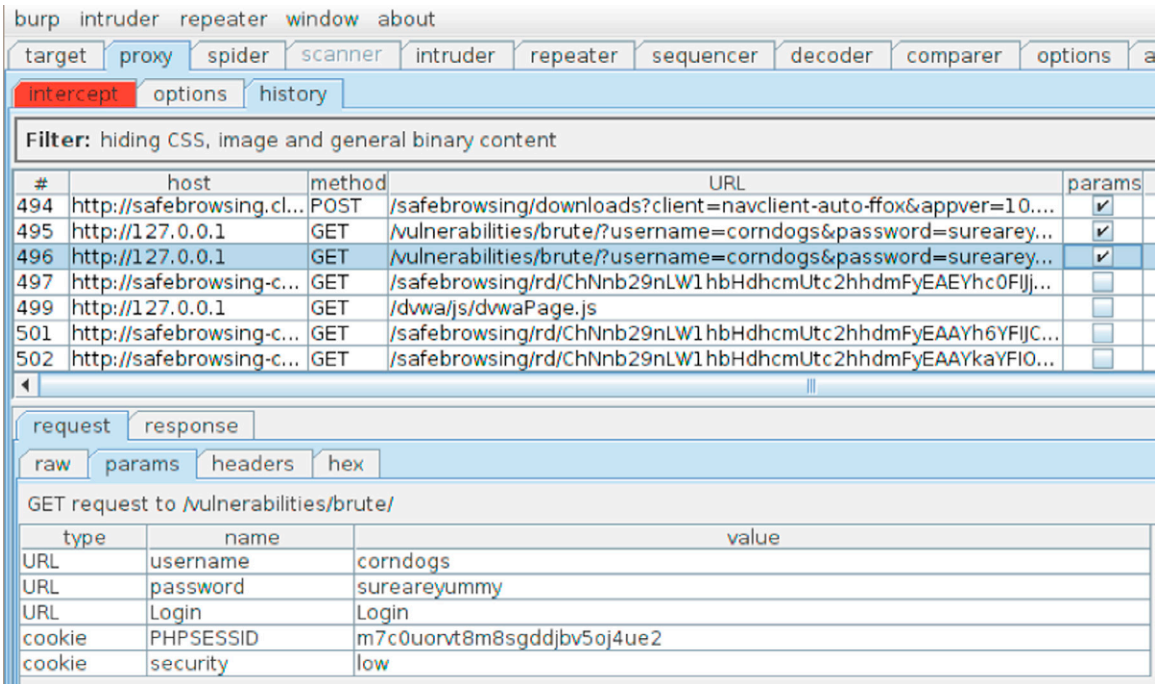 burp intruder repeater window about
target proxy spider scanner intruder repeater sequencer decoder comparer options a
intercept options history
Filter: hiding CSS, image and general binary content
# host method URL params
494 http://safebrowsing.cl... POST /safebrowsing/downloads?client=navclient-auto-ffox&appver=10....
495 http://127.0.0.1 GET /vulnerabilities/brute/?username=corndogs&password=surearey...
496 http://127.0.0.1 GET /vulnerabilities/brute/?username=corndogs&password=surearey...
497 http://safebrowsing-c... GET /safebrowsing/rd/ChNnb29nLW1hbHdhcmUtc2hhdmFyEAEYhc0FIJj...
499 http://127.0.0.1 GET /dvwa/js/dvwaPage.js
501 http://safebrowsing-c... GET /safebrowsing/rd/ChNnb29nLW1hbHdhcmUtc2hhdmFyEAAYh6YFIJC...
502 http://safebrowsing-c... GET /safebrowsing/rd/ChNnb29nLW1hbHdhcmUtc2hhdmFyEAAYkaYFIO...
request response
raw params headers hex
GET request to /vulnerabilities/brute/
type name value
URL username corndogs
URL password sureareyummy
URL Login Login
cookie PHPSESSID m7c0uorvt8m8sgddjbv5oj4ue2
cookie security low